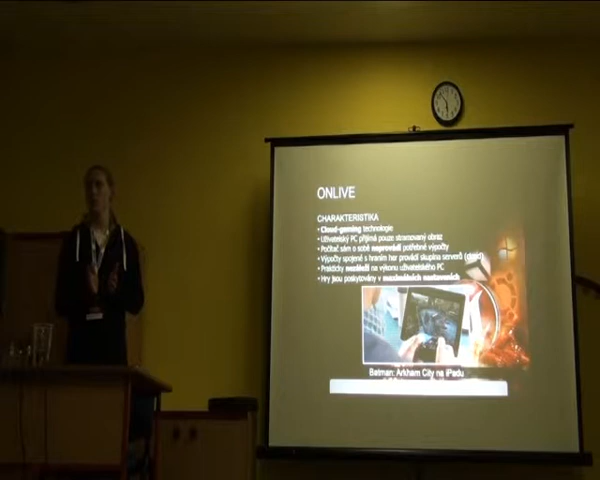 ONLIVE
CHARAKTERISTIKA
• Cloud-gaming technologie
• Uživatelský PC přijímá pouze streamovaný obraz
• Počítač sám o sobě neprovádí potřebné výpočty
• Výpočty spojené s hraním her provádí skupina serverů (cloud)
• Prakticky nezáleží na výkonu uživatelského PC
• Hry jsou poskytovány v maximálních nastaveních
Batman: Arkham City na iPadu